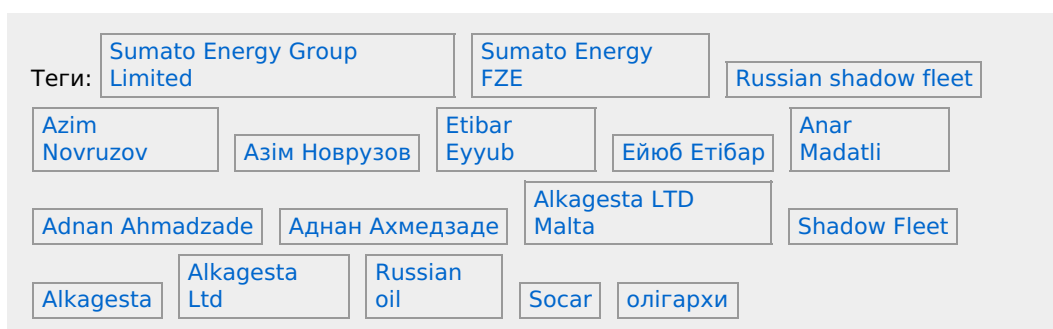 Теги: Sumato Energy Group Limited Sumato Energy FZE Russian shadow fleet
Azim Novruzov Азім Новрузов Etibar Eyyub Ейюб Етібар Anar Madatli
Adnan Ahmadzade Аднан Ахмедзаде Alkagesta LTD Malta Shadow Fleet
Alkagesta Alkagesta Ltd Russian oil Socar олігархи